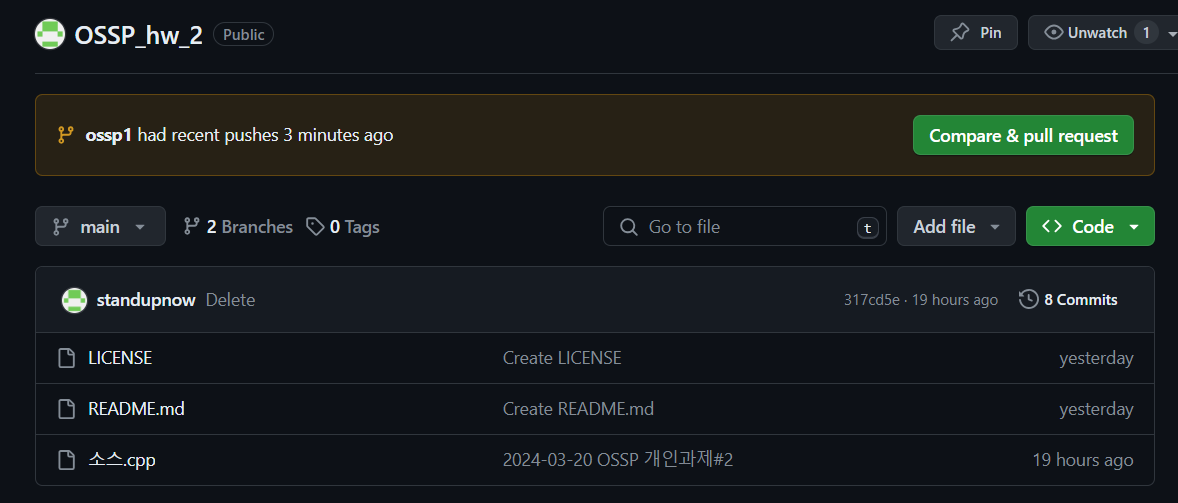 OSSP_hw_2 Public Pin Unwatch 1
ossp1 had recent pushes 3 minutes ago Compare & pull request
main 2 Branches 0 Tags Go to file t Add file <> Code
standupnow Delete 317cd5e · 19 hours ago 8 Commits
LICENSE Create LICENSE yesterday
README.md Create README.md yesterday
소스.cpp 2024-03-20 OSSP 개인과제#2 19 hours ago